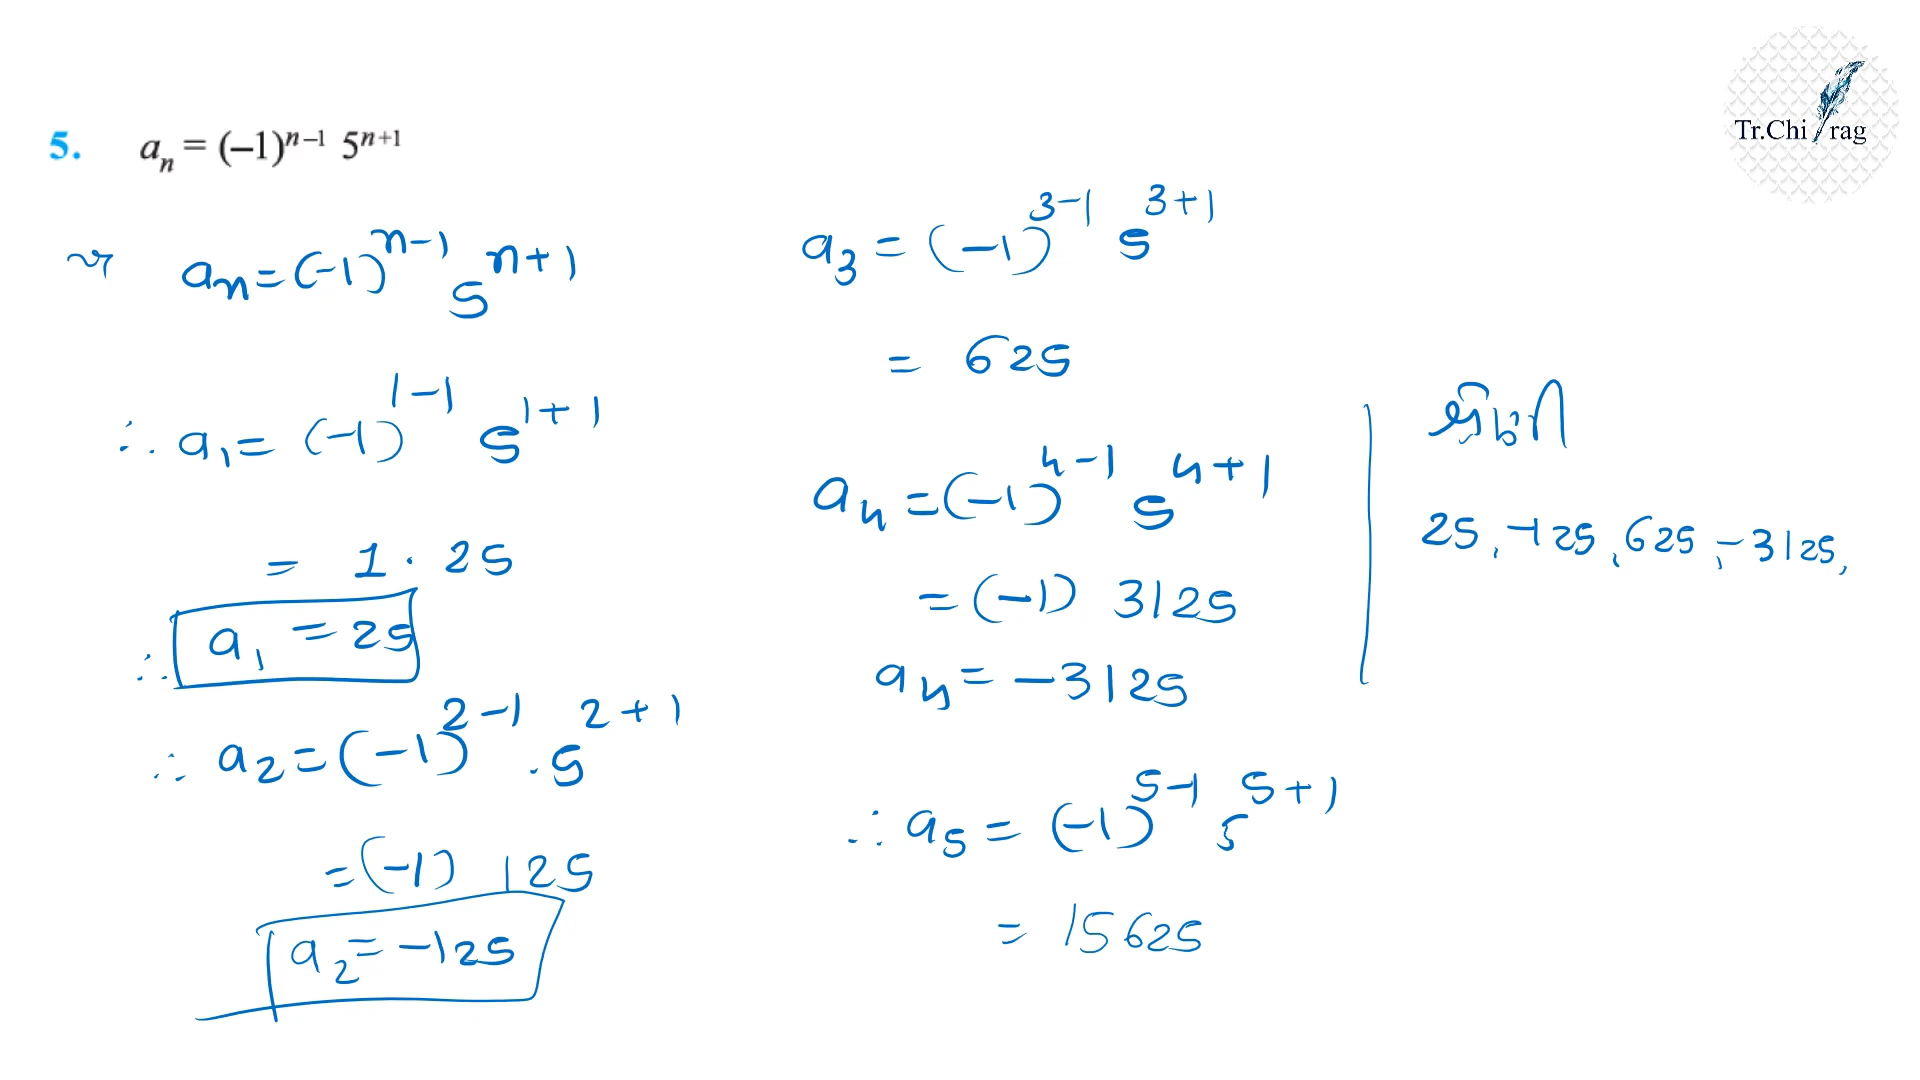 Tr.Chi rag
5. aₙ = (–1)ⁿ⁻¹ 5ⁿ⁺¹
aₙ = (-1)ⁿ⁻¹ 5ⁿ⁺¹
∴ a₁ = (-1)¹⁻¹ 5¹⁺¹
= 1 · 25
∴ a₁ = 25
∴ a₂ = (-1)²⁻¹ · 5²⁺¹
= (-1) 125
a₂ = -125
a₃ = (-1)³⁻¹ 5³⁺¹
= 625
a₄ = (-1)⁴⁻¹ 5⁴⁺¹
= (-1) 3125
a₄ = -3125
∴ a₅ = (-1)⁵⁻¹ 5⁵⁺¹
= 15625
શ્રેણી
25, -125, 625, -3125,